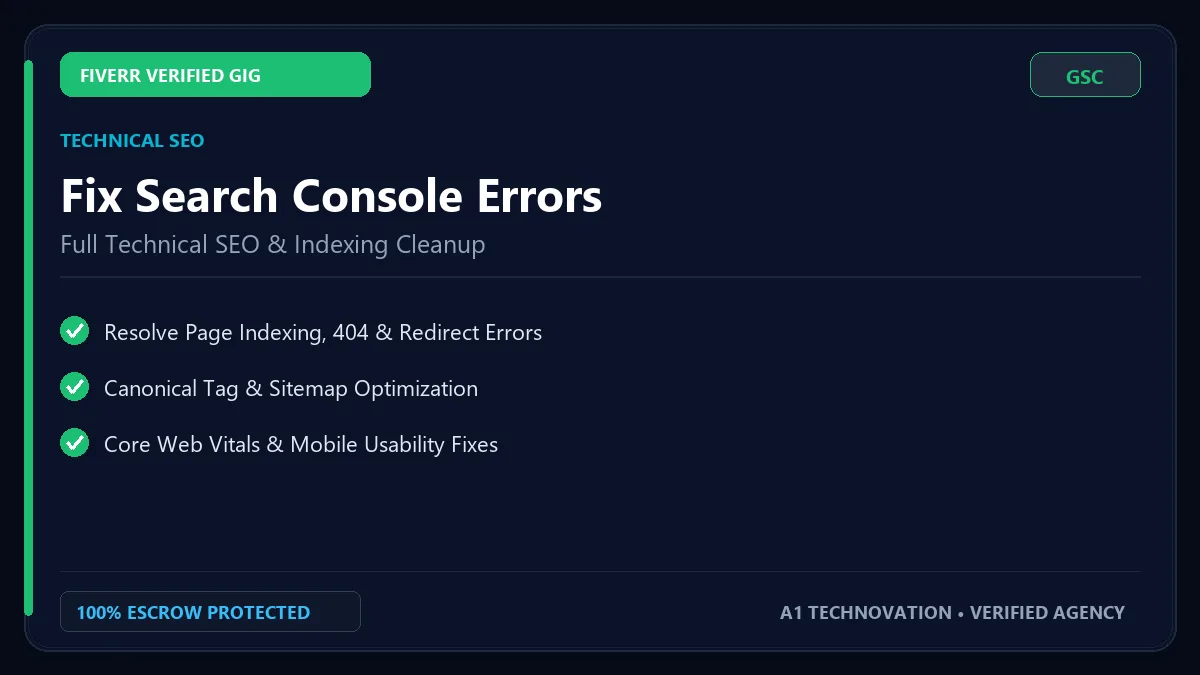 FIVERR VERIFIED GIG
GSC
TECHNICAL SEO
Fix Search Console Errors
Full Technical SEO & Indexing Cleanup
Resolve Page Indexing, 404 & Redirect Errors
Canonical Tag & Sitemap Optimization
Core Web Vitals & Mobile Usability Fixes
100% ESCROW PROTECTED
A1 TECHNOVATION • VERIFIED AGENCY